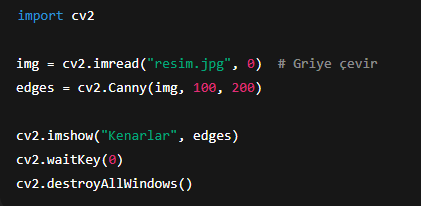 import cv2
img = cv2.imread("resim.jpg", 0)  # Griye çevir
edges = cv2.Canny(img, 100, 200)
cv2.imshow("Kenarlar", edges)
cv2.waitKey(0)
cv2.destroyAllWindows()